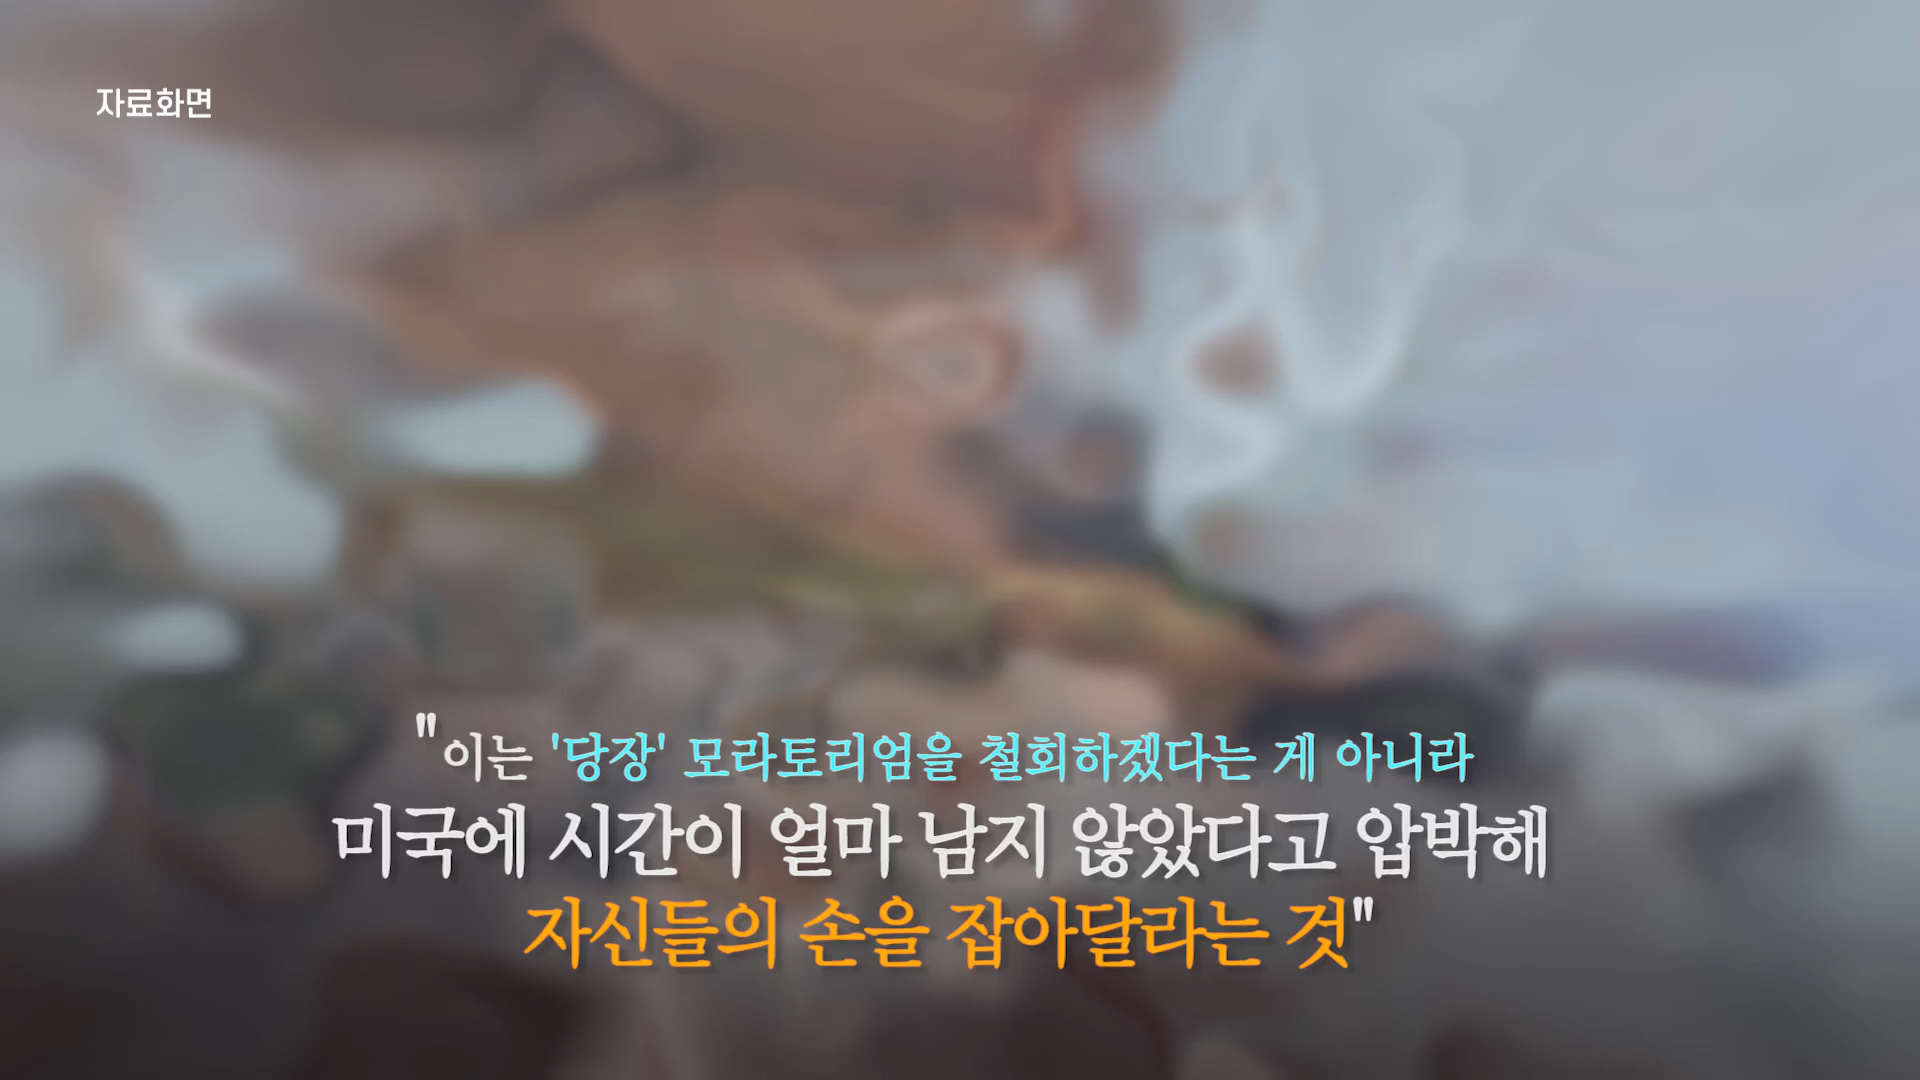 자료화면
"이는 '당장' 모라토리엄을 철회하겠다는 게 아니라
미국에 시간이 얼마 남지 않았다고 압박해
자신들의 손을 잡아달라는 것"